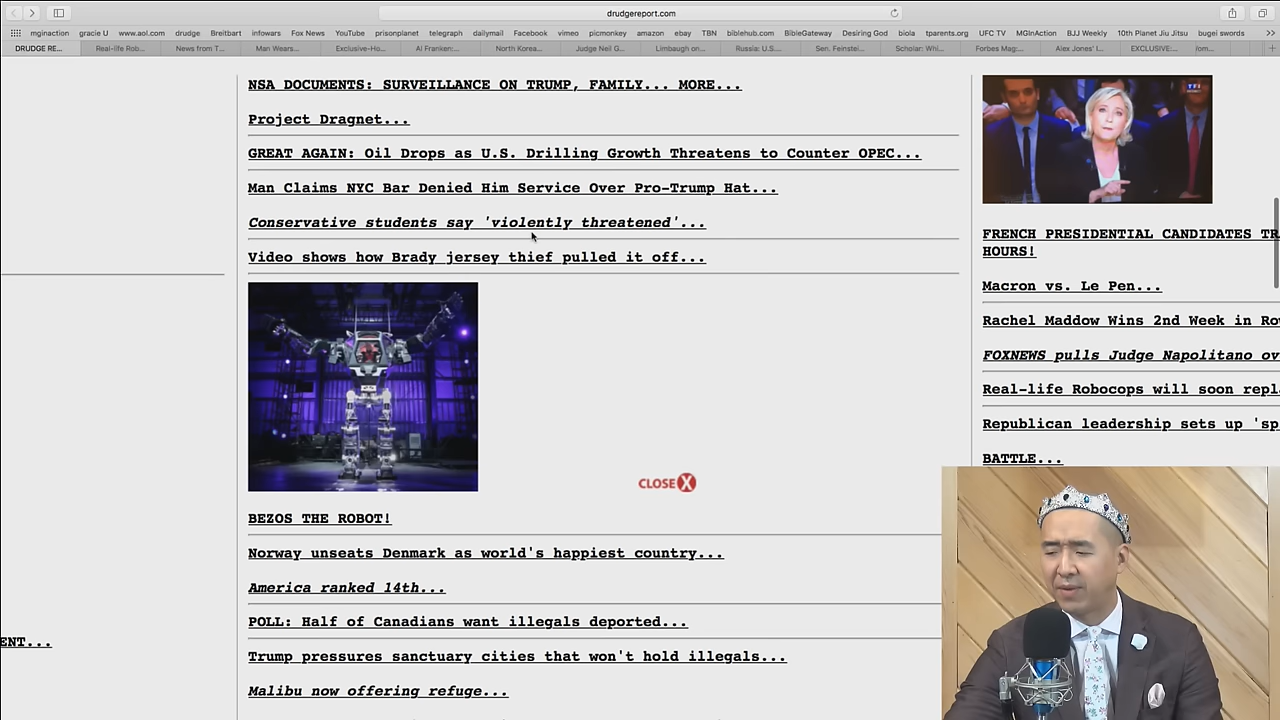 drudgereport.com
mginaction gracie U www.aol.com drudge Breitbart infowars Fox News YouTube prisonplanet telegraph dailymail Facebook vimeo picmonkey amazon ebay TBN biblehub.com BibleGateway Desiring God biola tparents.org UFC TV MGInAction BJJ Weekly 10th Planet Jiu Jitsu bugei swords >>
DRUDGE RE... Real-life Rob... News from T... Man Wears... Exclusive-Ho... Al Franken:... North Korea... Judge Neil G... Limbaugh on... Russia: U.S.... Sen. Feinstei... Scholar: Whi... Forbes Mag:... Alex Jones' I... EXCLUSIVE:...
NSA DOCUMENTS: SURVEILLANCE ON TRUMP, FAMILY... MORE...
Project Dragnet...
GREAT AGAIN: Oil Drops as U.S. Drilling Growth Threatens to Counter OPEC...
Man Claims NYC Bar Denied Him Service Over Pro-Trump Hat...
Conservative students say 'violently threatened'...
Video shows how Brady jersey thief pulled it off...
CLOSE X
BEZOS THE ROBOT!
Norway unseats Denmark as world's happiest country...
America ranked 14th...
POLL: Half of Canadians want illegals deported...
Trump pressures sanctuary cities that won't hold illegals...
Malibu now offering refuge...
ENT...
TF1
FRENCH PRESIDENTIAL CANDIDATES TR
HOURS!
Macron vs. Le Pen...
Rachel Maddow Wins 2nd Week in Ro
FOXNEWS pulls Judge Napolitano ov
Real-life Robocops will soon repl
Republican leadership sets up 'sp
BATTLE...